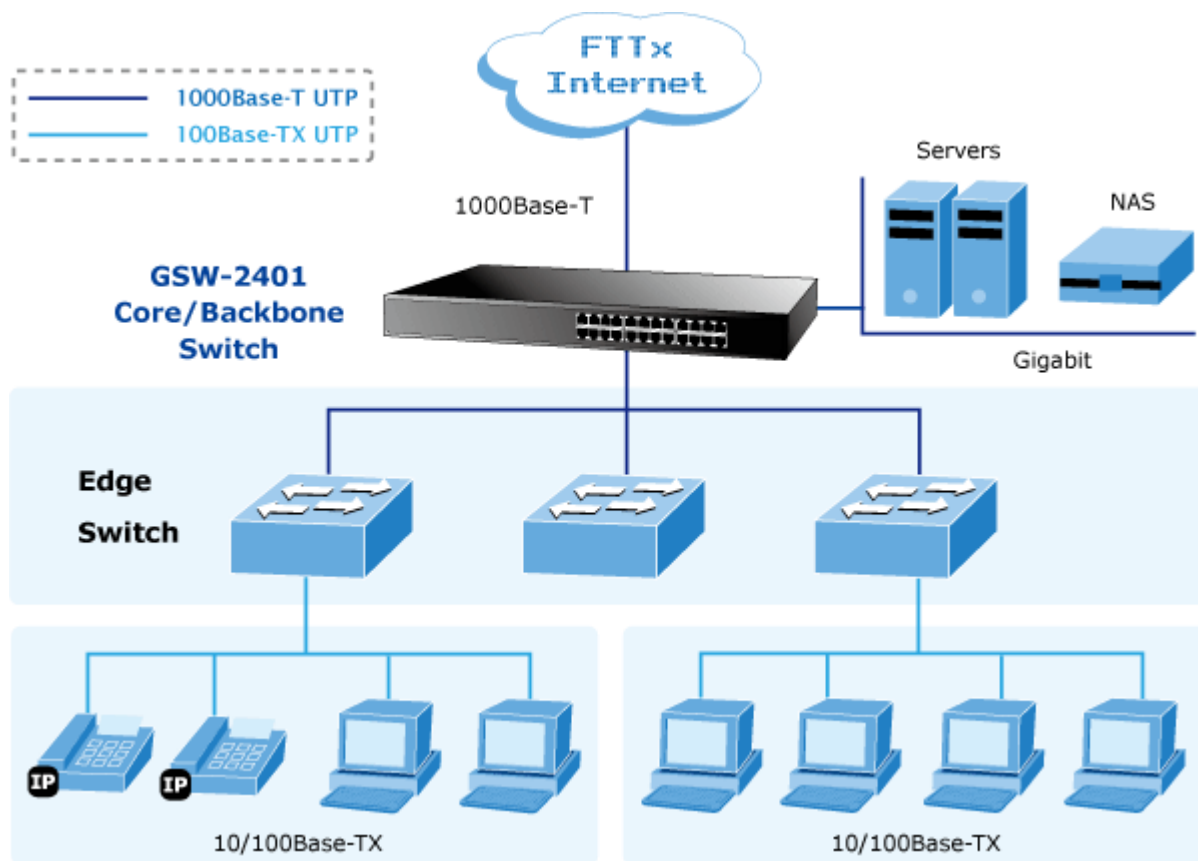 FTTx
Internet
1000Base-T UTP
100Base-TX UTP
Servers
NAS
1000Base-T
GSW-2401
Core/Backbone
Switch
Gigabit
Edge
Switch
IP
IP
10/100Base-TX
10/100Base-TX